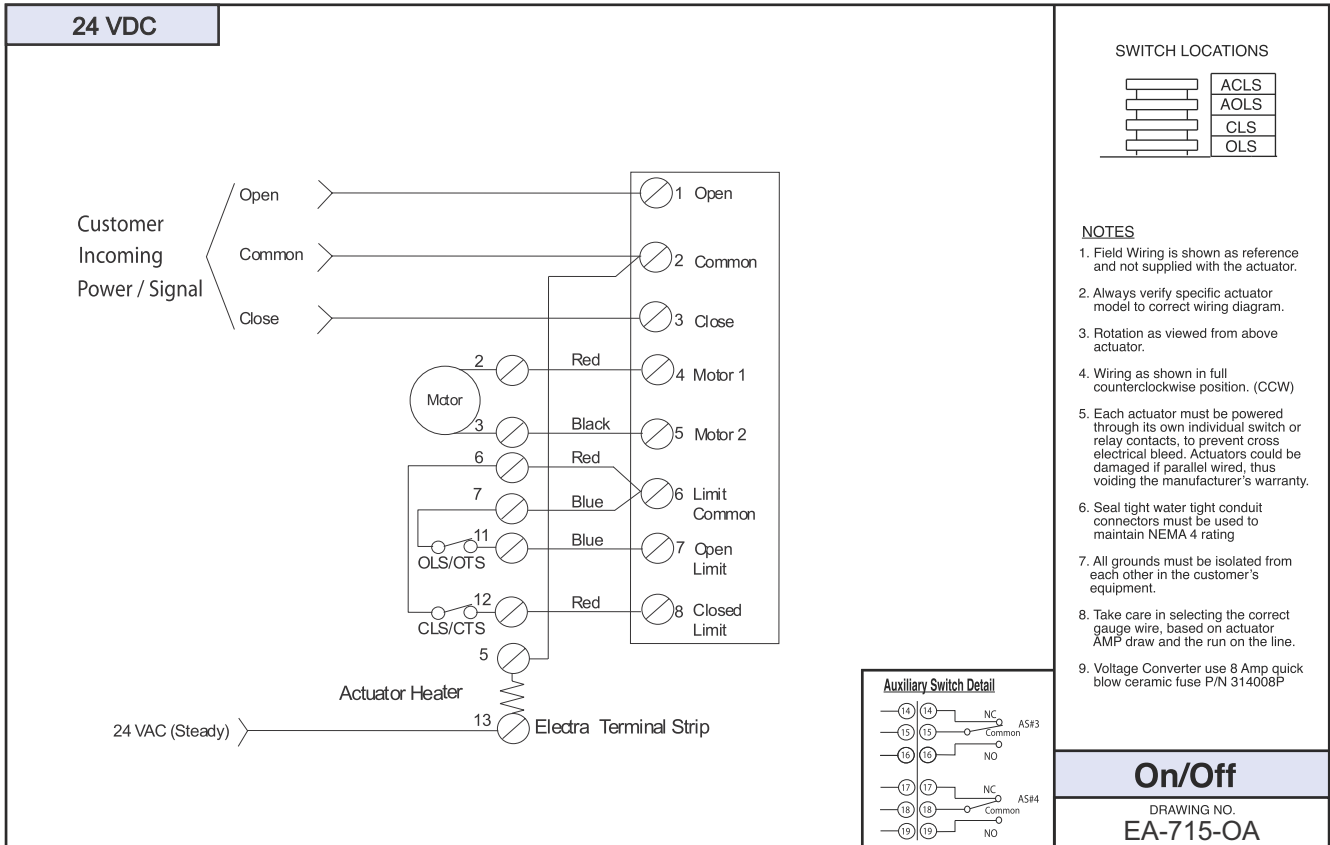 24 VDC
Customer
Incoming
Power / Signal
Open
Common
Close
1 Open
2 Common
3 Close
Motor
2
Red
4 Motor 1
3
Black
5 Motor 2
6
Red
7
Blue
6 Limit
Common
11
Blue
OLS/OTS
7 Open
Limit
12
Red
CLS/CTS
8 Closed
Limit
5
Actuator Heater
24 VAC (Steady)
13
Electra Terminal Strip
Auxiliary Switch Detail
14 14 NC
AS#3
15 15 Common
16 16 NO
17 17 NC
AS#4
18 18 Common
19 19 NO
SWITCH LOCATIONS
ACLS
AOLS
CLS
OLS
NOTES
1. Field Wiring is shown as reference
and not supplied with the actuator.
2. Always verify specific actuator
model to correct wiring diagram.
3. Rotation as viewed from above
actuator.
4. Wiring as shown in full
counterclockwise position. (CCW)
5. Each actuator must be powered
through its own individual switch or
relay contacts, to prevent cross
electrical bleed. Actuators could be
damaged if parallel wired, thus
voiding the manufacturer's warranty.
6. Seal tight water tight conduit
connectors must be used to
maintain NEMA 4 rating
7. All grounds must be isolated from
each other in the customer's
equipment.
8. Take care in selecting the correct
gauge wire, based on actuator
AMP draw and the run on the line.
9. Voltage Converter use 8 Amp quick
blow ceramic fuse P/N 314008P
On/Off
DRAWING NO.
EA-715-OA